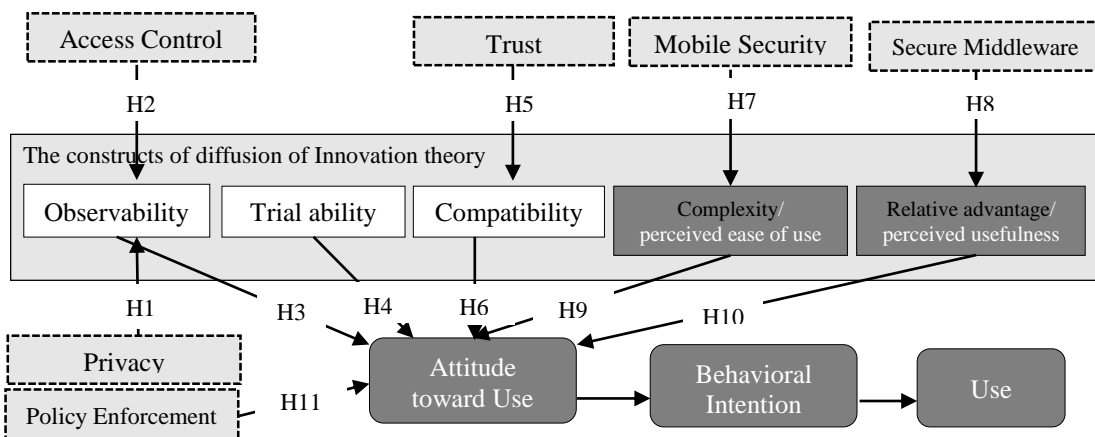 Access Control
Trust
Mobile Security
Secure Middleware
H2
H5
H7
H8
The constructs of diffusion of Innovation theory
Observability
Trial ability
Compatibility
Complexity/
perceived ease of use
Relative advantage/
perceived usefulness
H1
H3
H4
H6
H9
H10
Privacy
Policy Enforcement
H11
Attitude
toward Use
Behavioral
Intention
Use